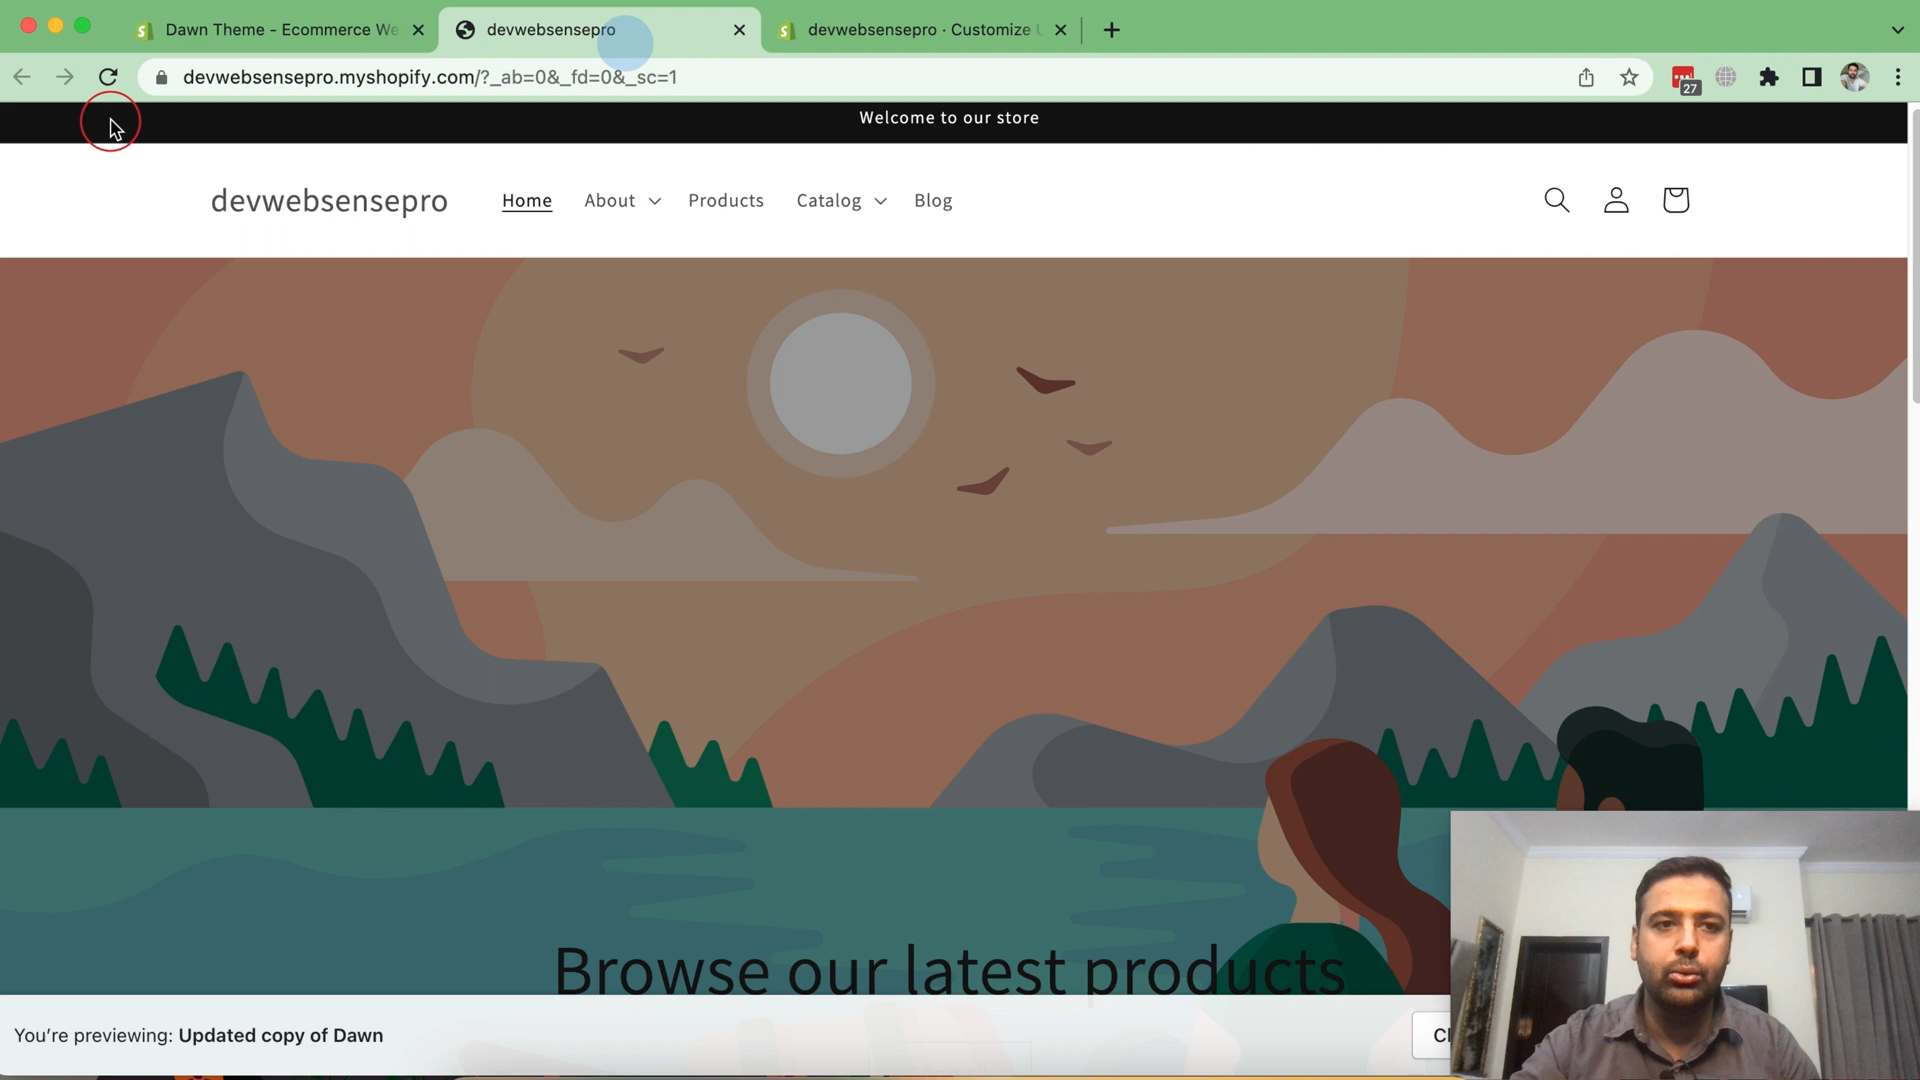 Dawn Theme - Ecommerce We
devwebsensepro
devwebsensepro · Customize
devwebsensepro.myshopify.com/?_ab=0&_fd=0&_sc=1
27
Welcome to our store
devwebsensepro
Home
About
Products
Catalog
Blog
Browse our latest products
You're previewing: Updated copy of Dawn